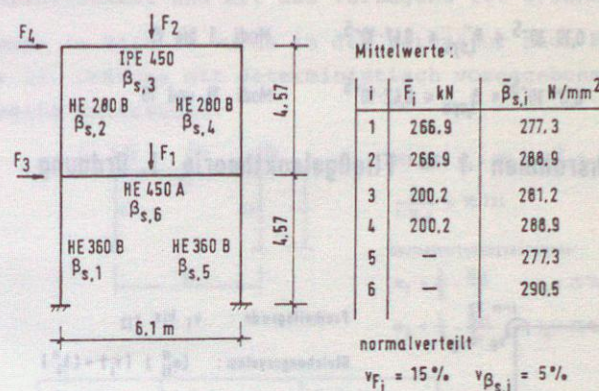 F4
F2
IPE 450
βs,3
HE 280 B
βs,2
HE 280 B
βs,4
4,57
F3
F1
HE 450 A
βs,6
HE 360 B
βs,1
HE 360 B
βs,5
4,57
6.1 m
Mittelwerte:
Fi kN β̄s,i N/mm²
1 266.9 277.3
2 266.9 288,9
3 200.2 281.2
4 200.2 288,9
5 — 277.3
6 — 290,5
normalverteilt
vFi = 15 % vβs,i = 5 %